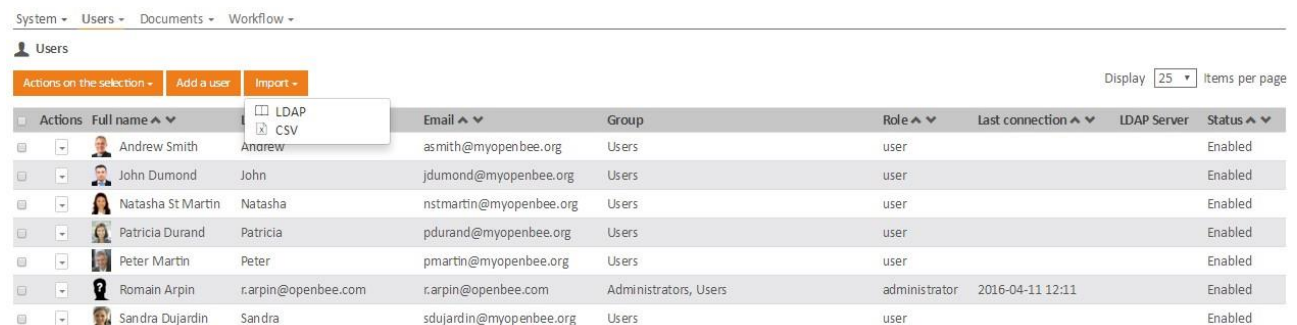 System Users Documents Workflow
Users
Actions on the selection Add a user Import Display 25 Items per page
LDAP
CSV
Actions Full name Email Group Role Last connection LDAP Server Status
Andrew Smith Andrew asmith@myopenbee.org Users user Enabled
John Dumond John jdumond@myopenbee.org Users user Enabled
Natasha St Martin Natasha nstmartin@myopenbee.org Users user Enabled
Patricia Durand Patricia pdurand@myopenbee.org Users user Enabled
Peter Martin Peter pmartin@myopenbee.org Users user Enabled
Romain Arpin r.arpin@openbee.com r.arpin@openbee.com Administrators, Users administrator 2016-04-11 12:11 Enabled
Sandra Dujardin Sandra sdujardin@myopenbee.org Users user Enabled